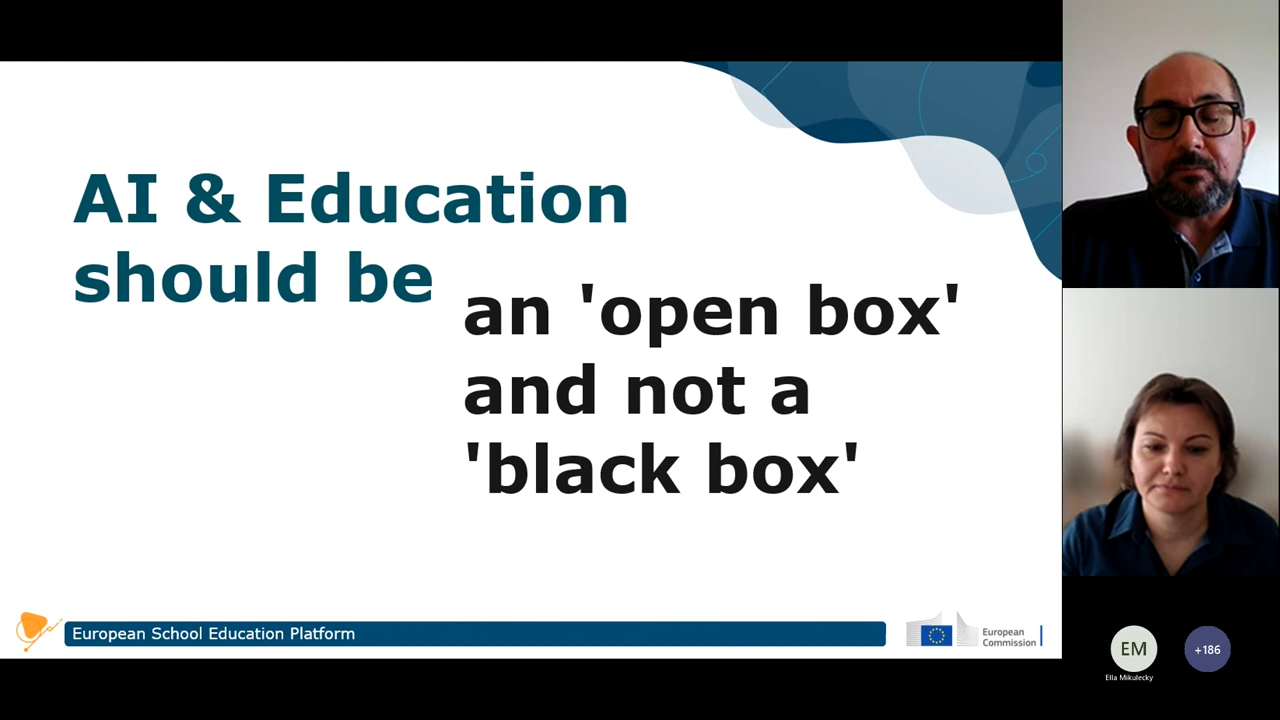 AI & Education
should be
an 'open box'
and not a
'black box'
European School Education Platform
European
Commission
EM
Ella Mikulecky
+186